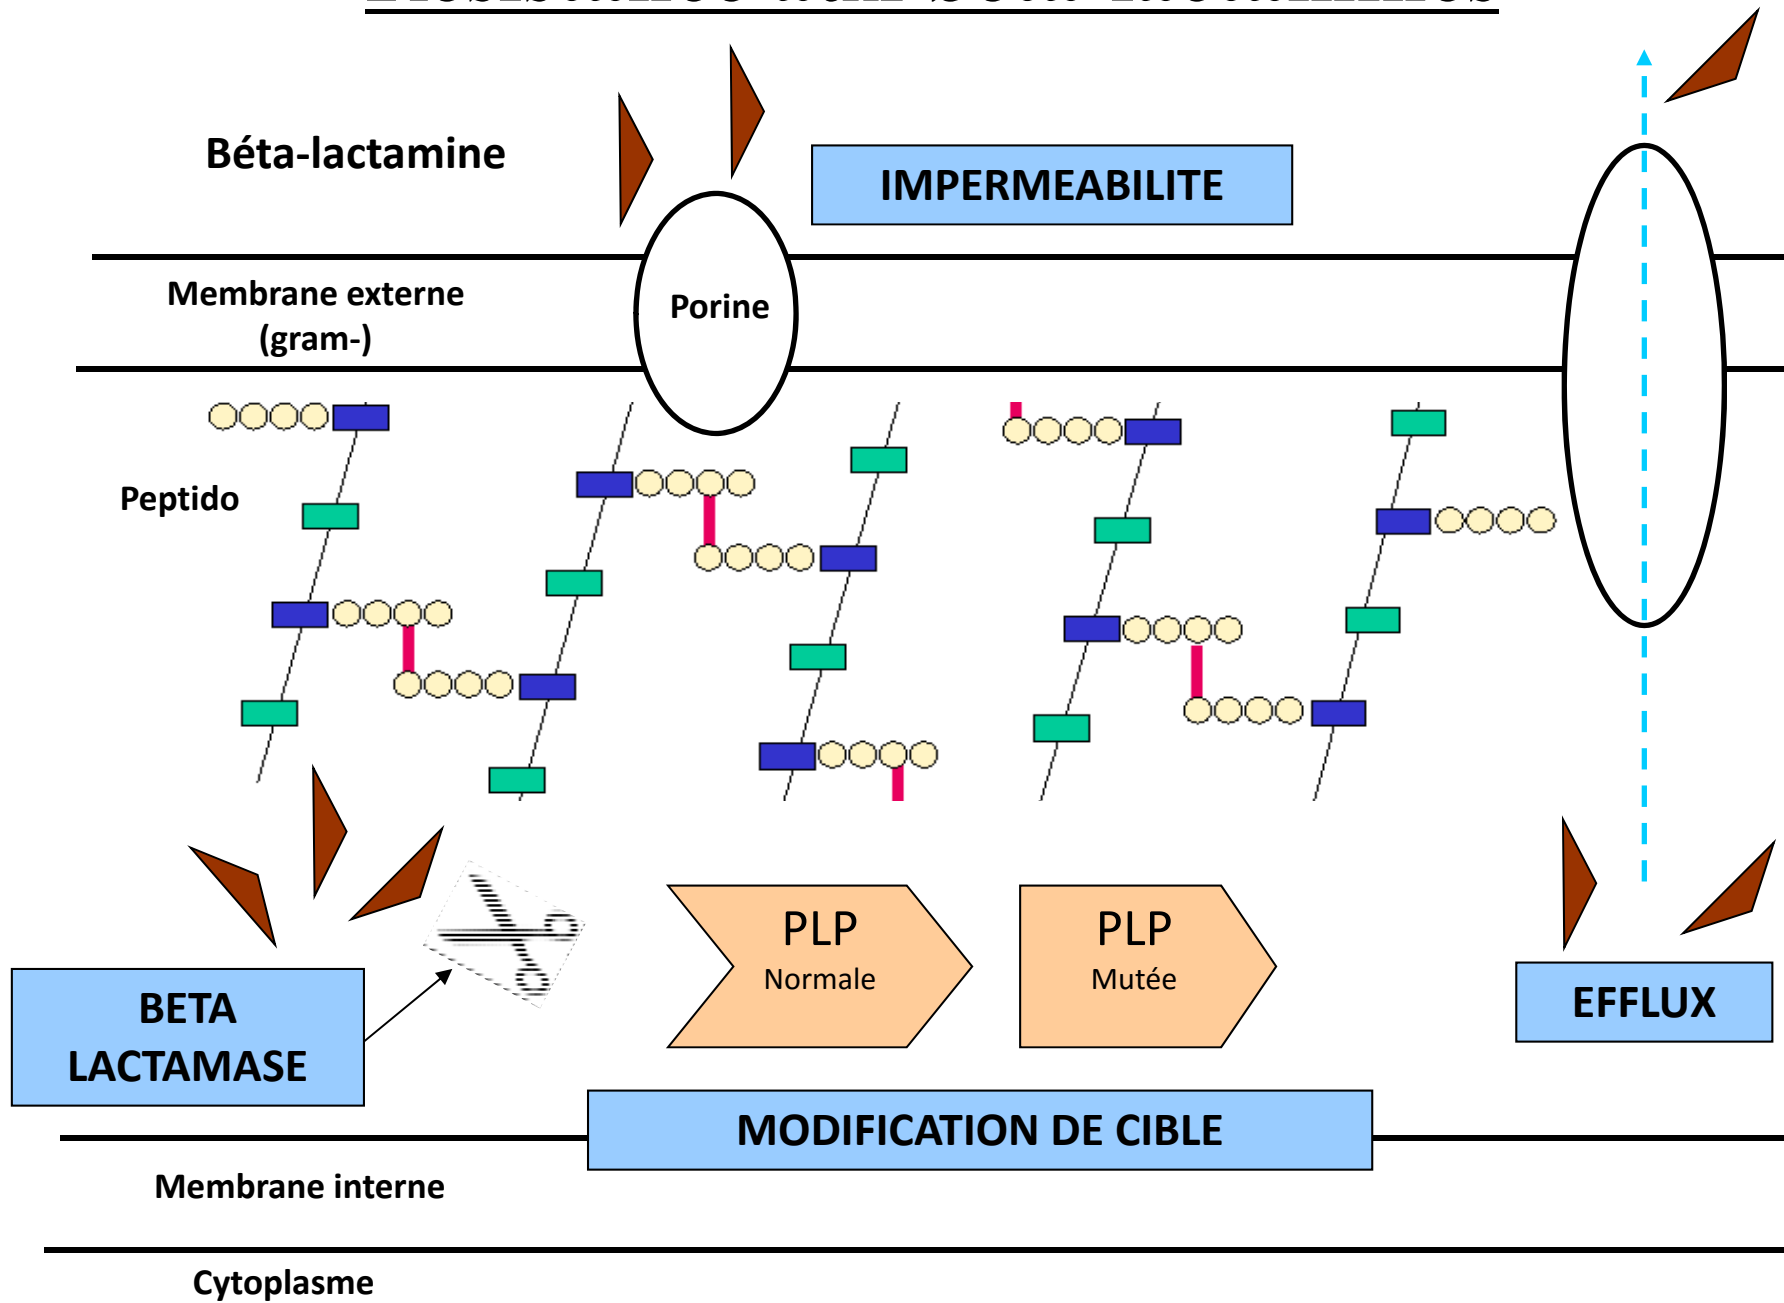 Béta-lactamine
IMPERMEABILITE
Membrane externe
(gram-)
Porine
Peptido
PLP
Normale
PLP
Mutée
BETA
LACTAMASE
EFFLUX
MODIFICATION DE CIBLE
Membrane interne
Cytoplasme